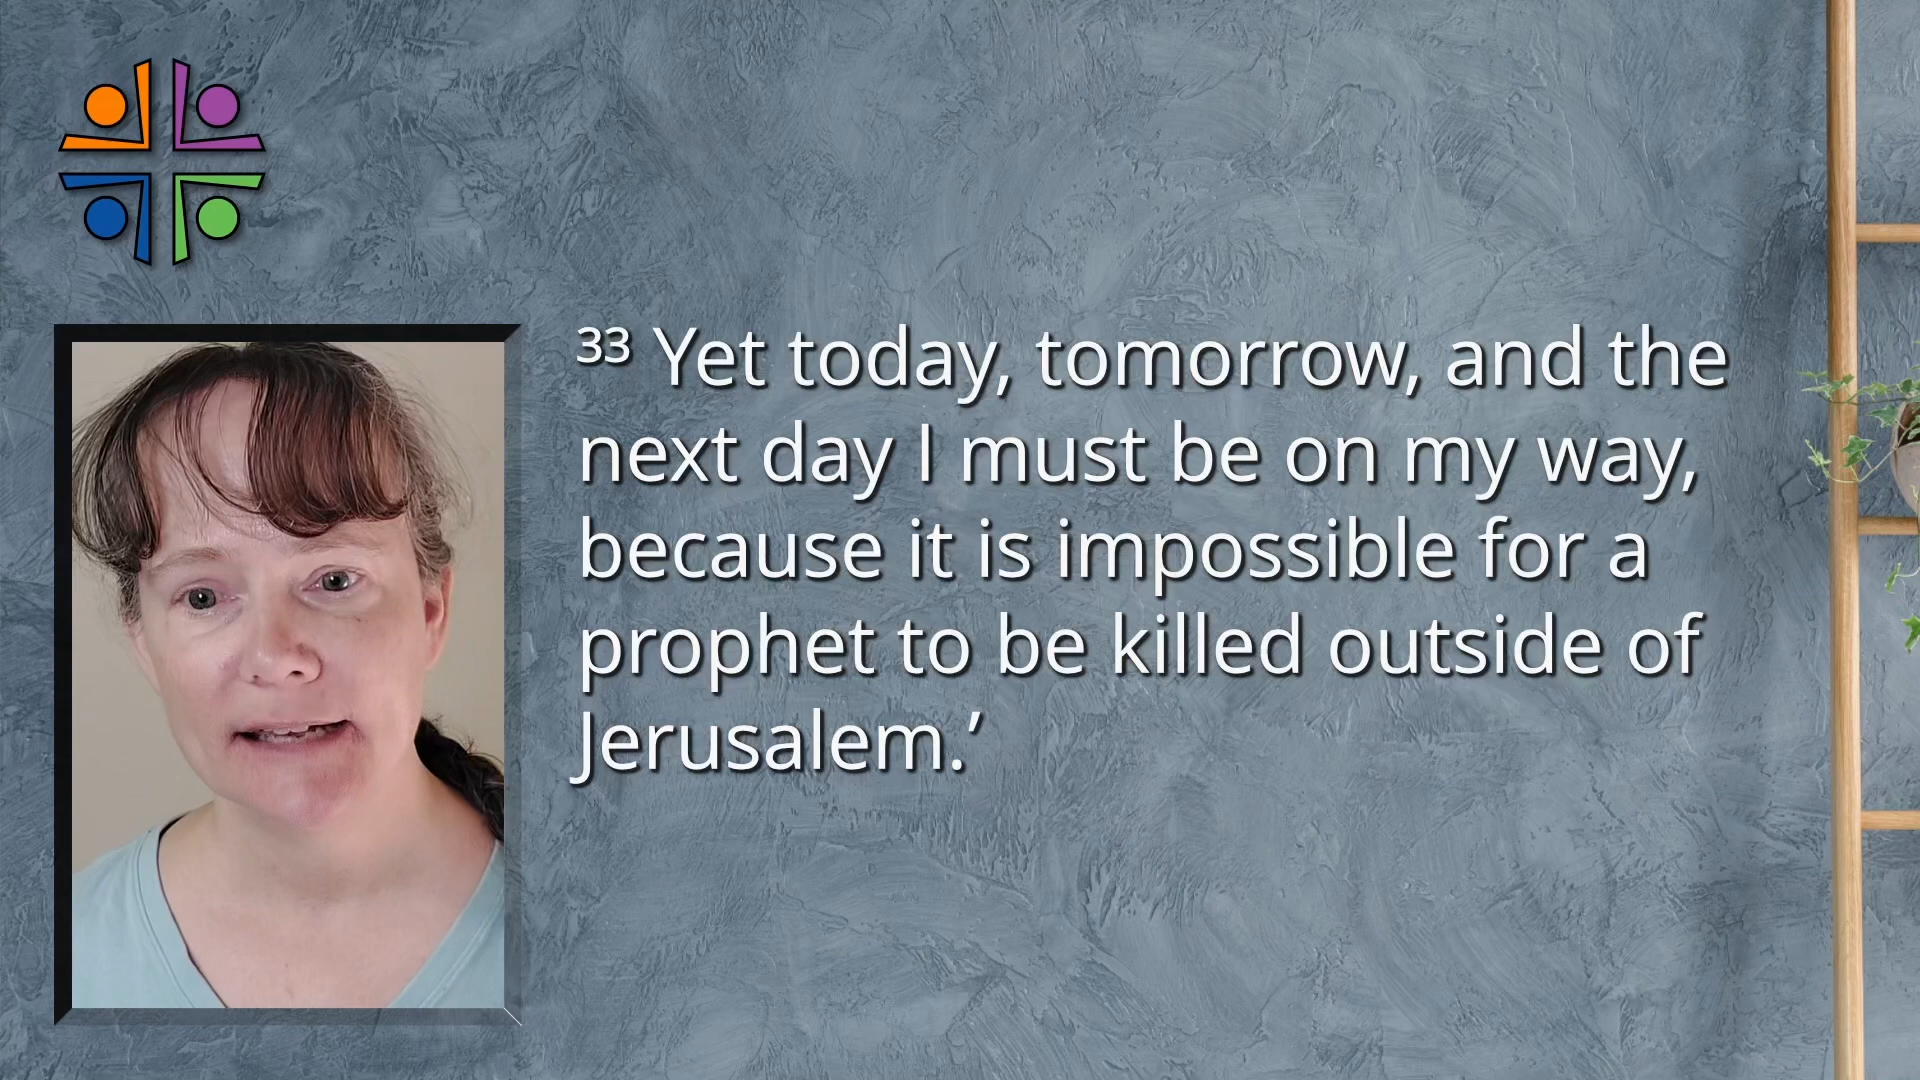 ³³ Yet today, tomorrow, and the
next day I must be on my way,
because it is impossible for a
prophet to be killed outside of
Jerusalem.’